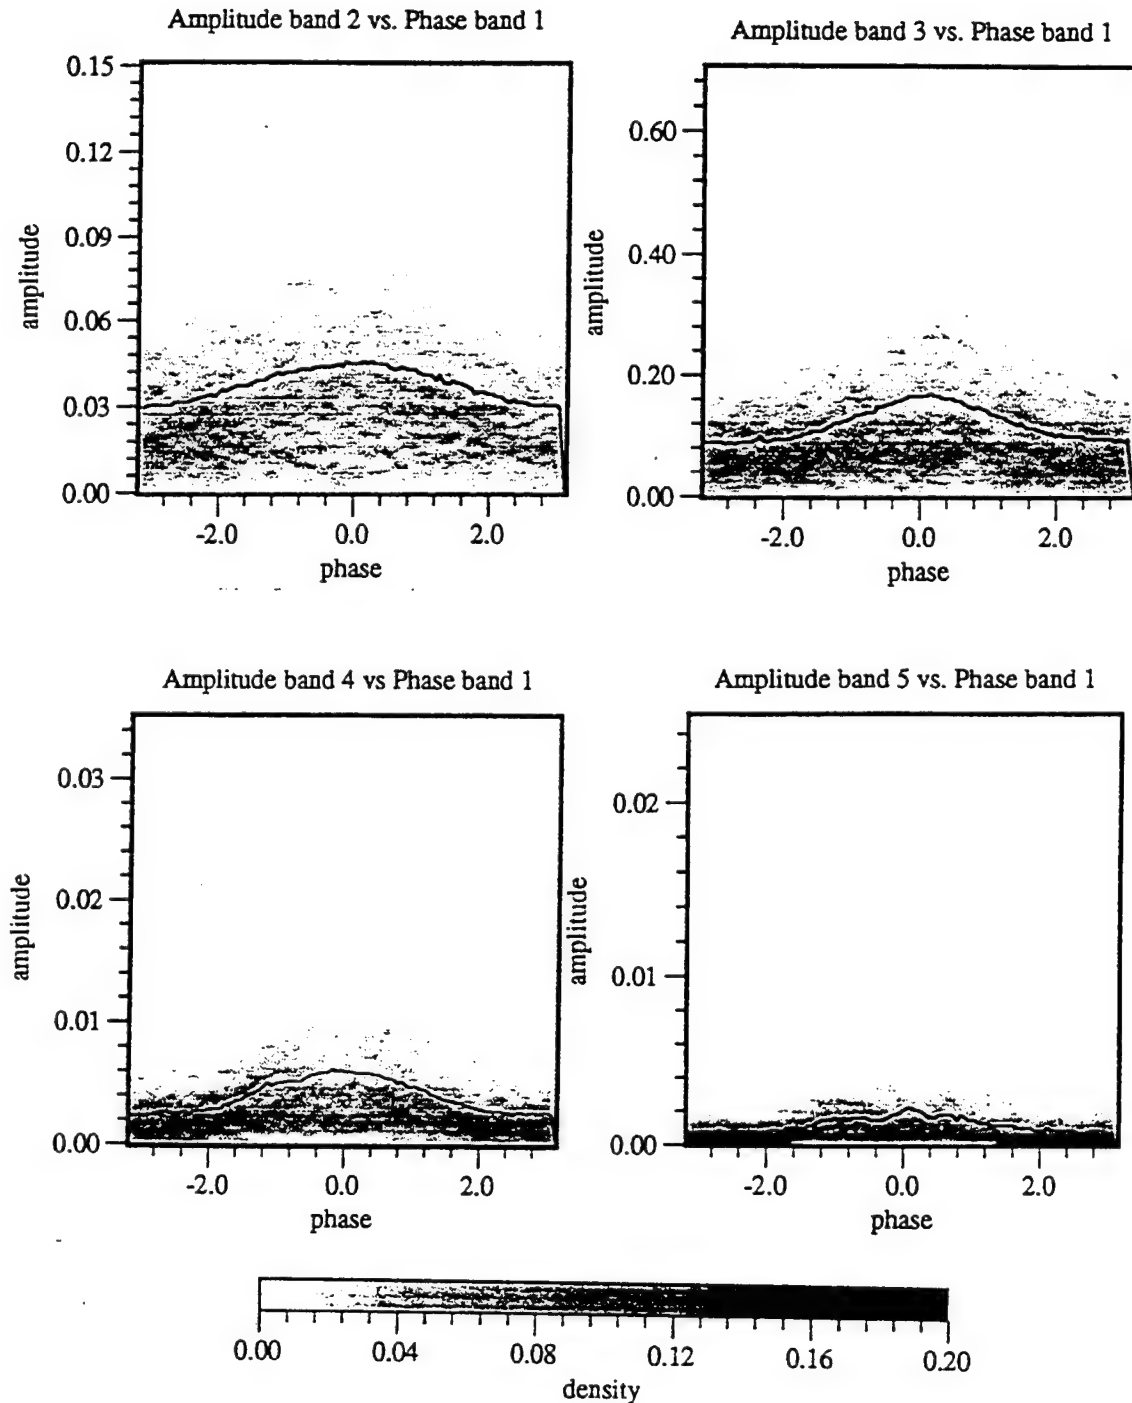 Amplitude band 2 vs. Phase band 1
0.15
0.12
0.09
0.06
0.03
0.00
amplitude
-2.0 0.0 2.0
phase
Amplitude band 3 vs. Phase band 1
0.60
0.40
0.20
0.00
amplitude
-2.0 0.0 2.0
phase
Amplitude band 4 vs Phase band 1
0.03
0.02
0.01
0.00
amplitude
-2.0 0.0 2.0
phase
Amplitude band 5 vs. Phase band 1
0.02
0.01
0.00
amplitude
-2.0 0.0 2.0
phase
0.00 0.04 0.08 0.12 0.16 0.20
density